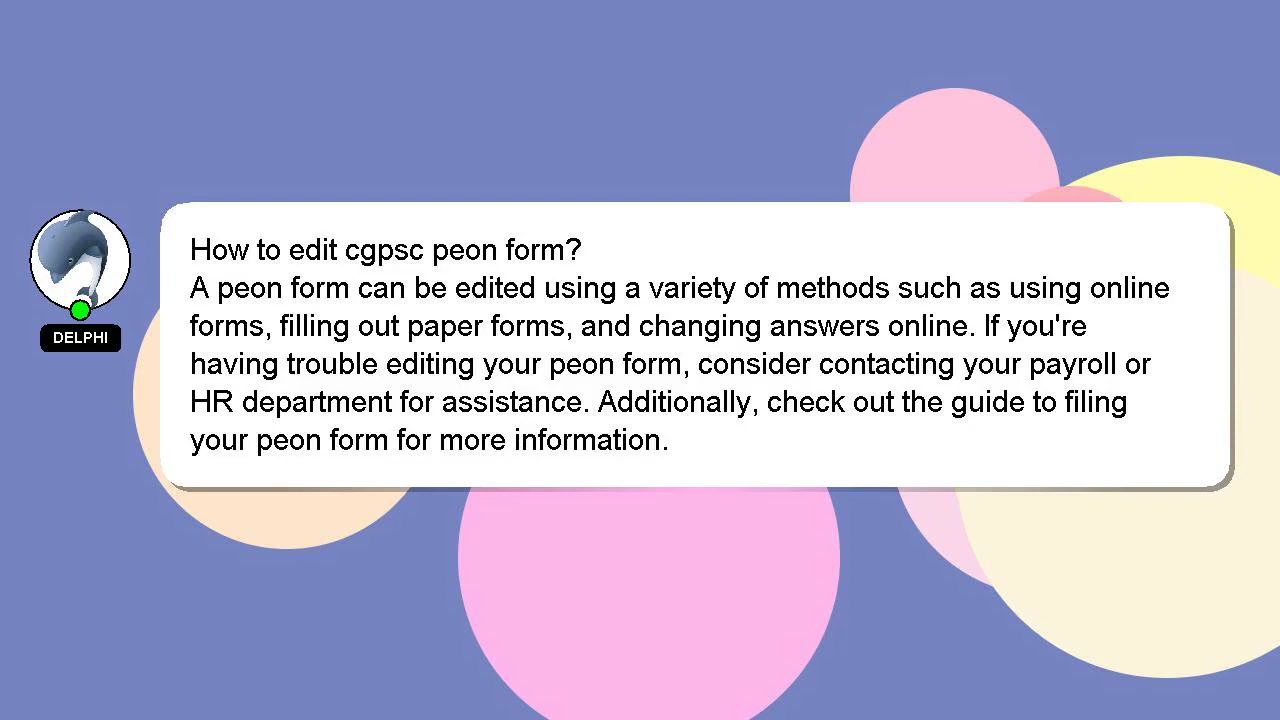 How to edit cgpsc peon form?
A peon form can be edited using a variety of methods such as using online
forms, filling out paper forms, and changing answers online. If you're
having trouble editing your peon form, consider contacting your payroll or
HR department for assistance. Additionally, check out the guide to filing
your peon form for more information.
DELPHI